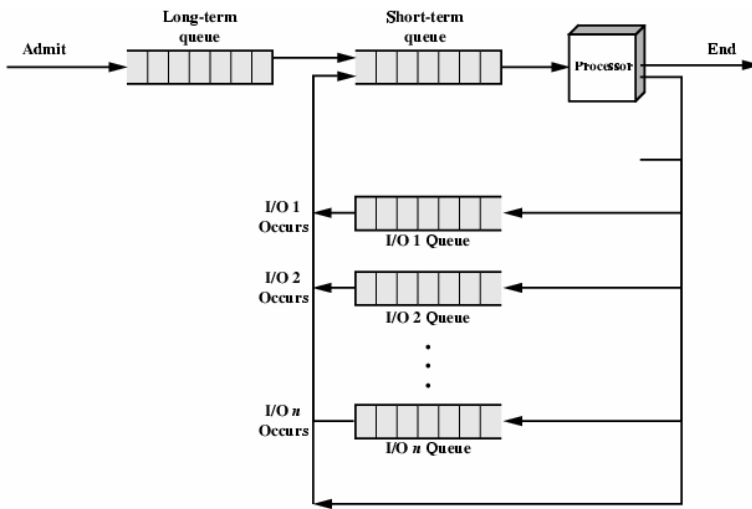 Long-term
queue
Short-term
queue
Admit
Processor
End
I/O 1
Occurs
I/O 1 Queue
I/O 2
Occurs
I/O 2 Queue
I/O n
Occurs
I/O n Queue